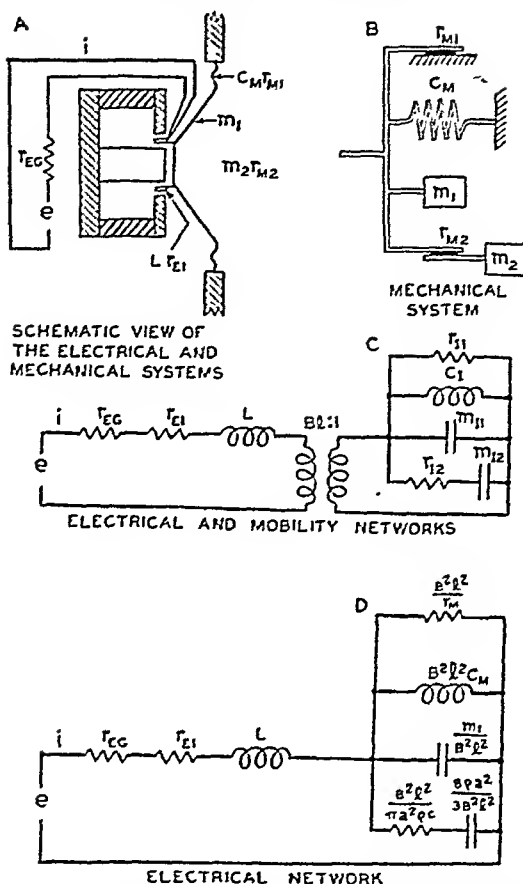 A
i
C_M r_M1
m_1
m_2 r_M2
r_EG
e
L r_E1
SCHEMATIC VIEW OF
THE ELECTRICAL AND
MECHANICAL SYSTEMS
B
r_M1
C_M
m_1
r_M2
m_2
MECHANICAL
SYSTEM
C
r_I1
C_I
m_I1
m_I2
r_I2
i
r_EG
r_E1
L
Bl:1
e
ELECTRICAL AND MOBILITY NETWORKS
D
B²l²
r_M
B²l²C_M
m_1
B²l²
B²l²
πa²ρc
8ρa²
3B²l²
i
r_EG
r_E1
L
e
ELECTRICAL NETWORK